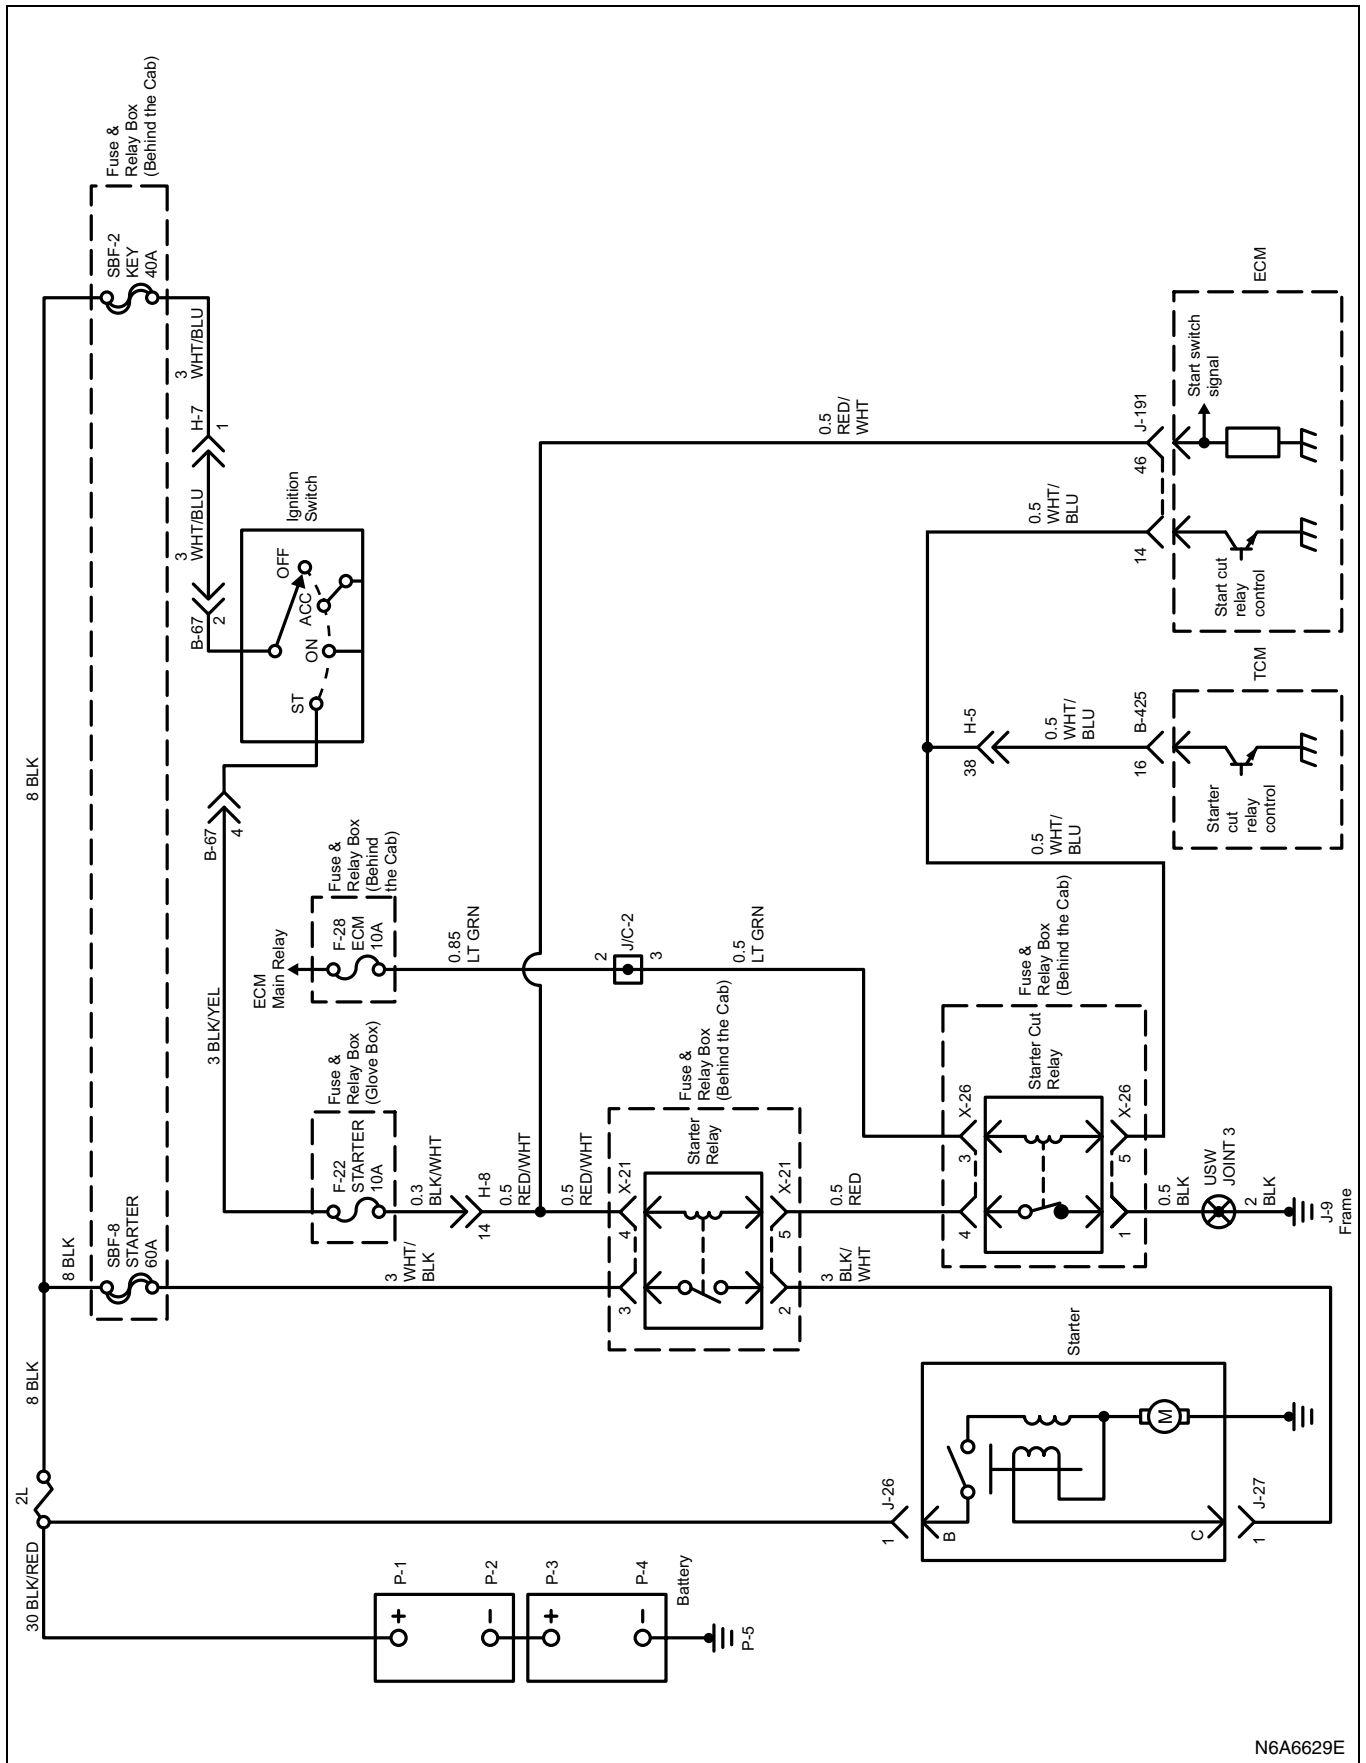 8 BLK
Fuse &
Relay Box
(Behind the Cab)
SBF-2
KEY
40A
3
WHT/BLU
H-7
1
3
WHT/BLU
B-67
2
Ignition
Switch
OFF
ACC
ON
ST
B-67
4
3 BLK/YEL
8 BLK
SBF-8
STARTER
60A
8 BLK
2L
30 BLK/RED
ECM
Main Relay
F-28
ECM
10A
Fuse &
Relay Box
(Behind
the Cab)
F-22
STARTER
10A
Fuse &
Relay Box
(Glove Box)
0.3
BLK/WHT
H-8
14
0.5
RED/WHT
0.5
RED/WHT
3
WHT/
BLK
0.85
LT GRN
2
J/C-2
3
0.5
LT GRN
0.5
RED/
WHT
X-21
4
3
Starter
Relay
Fuse &
Relay Box
(Behind the Cab)
X-21
5
2
0.5
RED
3
BLK/
WHT
X-26
3
4
Starter Cut
Relay
Fuse &
Relay Box
(Behind the Cab)
X-26
5
1
0.5
BLK
USW
JOINT 3
2
BLK
J-9
Frame
0.5
WHT/
BLU
H-5
38
0.5
WHT/
BLU
B-425
16
TCM
Starter
cut
relay
control
0.5
WHT/
BLU
14
J-191
46
ECM
Start switch
signal
Start cut
relay
control
P-1
+
P-2
–
P-3
+
P-4
–
Battery
P-5
J-26
1
B
Starter
M
C
J-27
1
N6A6629E